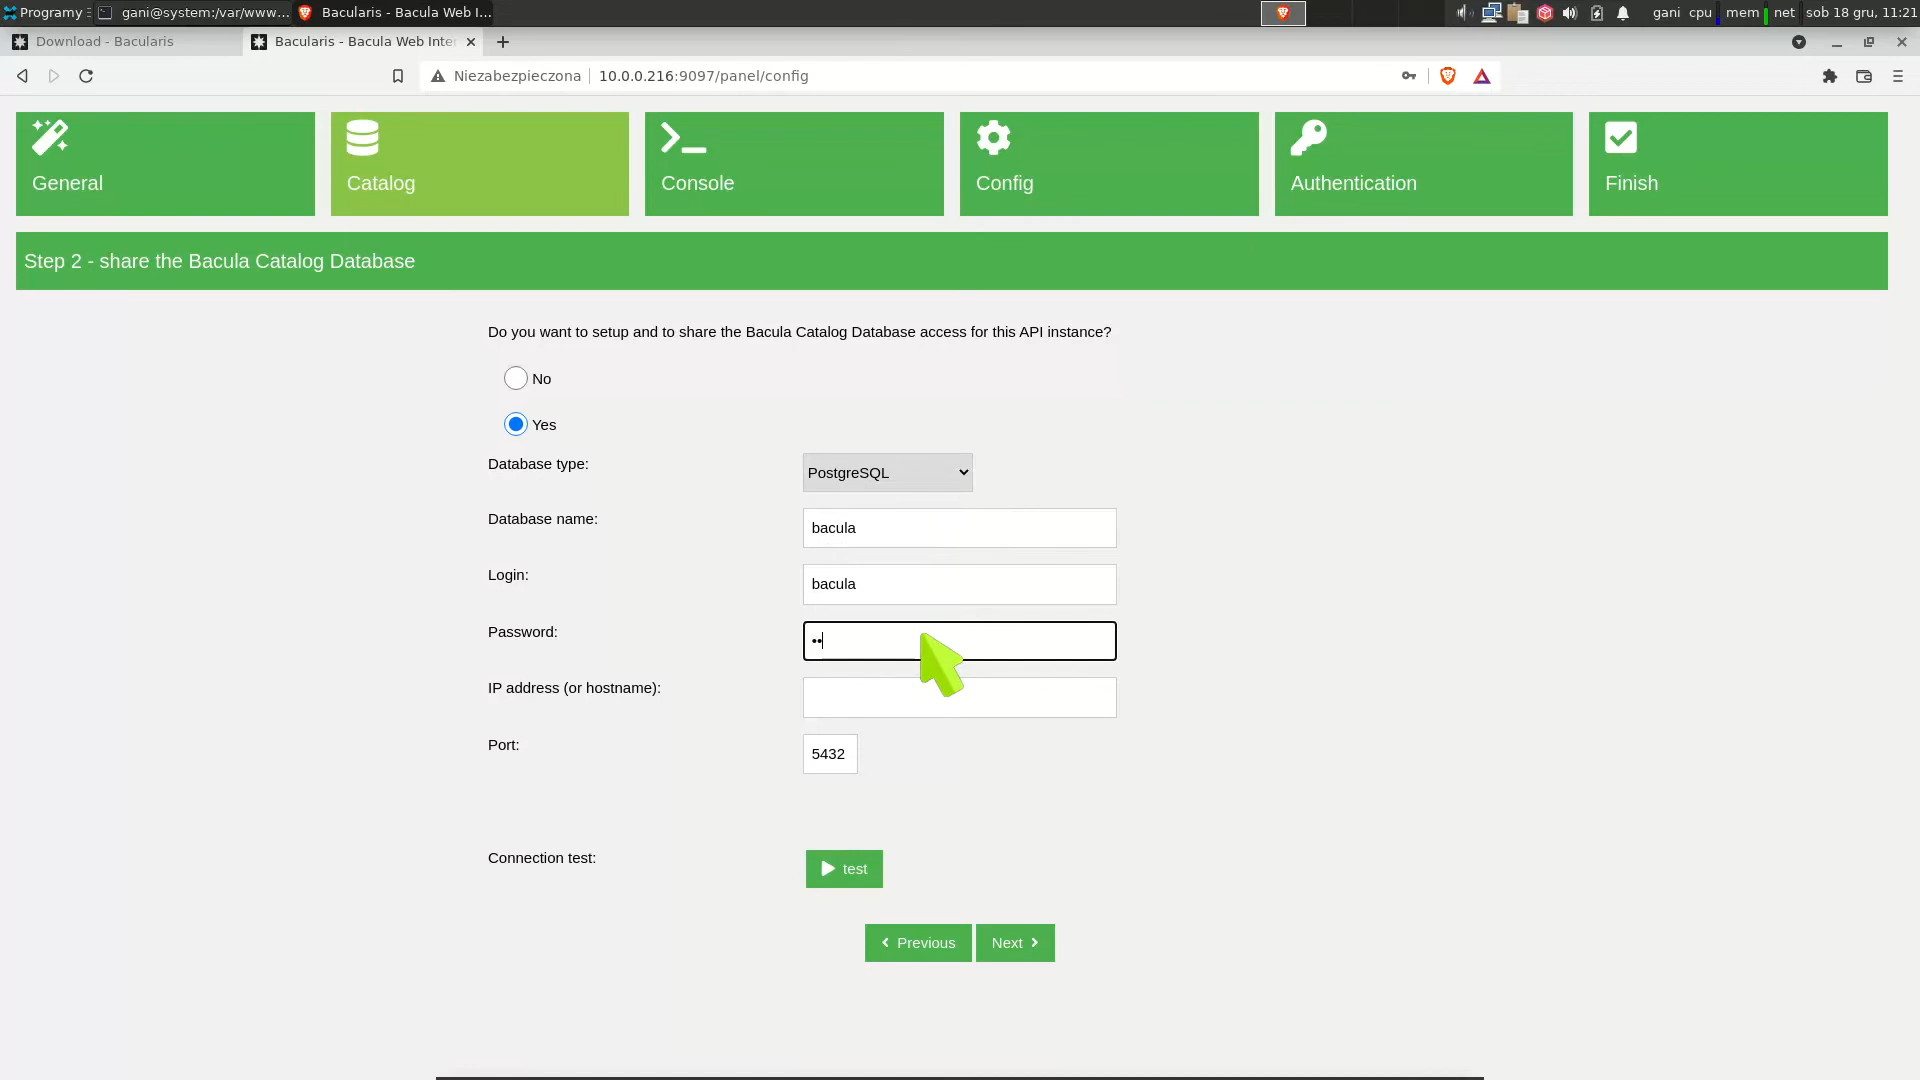 Programy
gani@system:/var/www...
Bacularis - Bacula Web I...
gani cpu mem net sob 18 gru, 11:21
Download - Bacularis
Bacularis - Bacula Web Inte
Niezabezpieczona
10.0.0.216:9097/panel/config
General
Catalog
Console
Config
Authentication
Finish
Step 2 - share the Bacula Catalog Database
Do you want to setup and to share the Bacula Catalog Database access for this API instance?
No
Yes
Database type:
PostgreSQL
Database name:
bacula
Login:
bacula
Password:
••
IP address (or hostname):
Port:
5432
Connection test:
test
Previous
Next